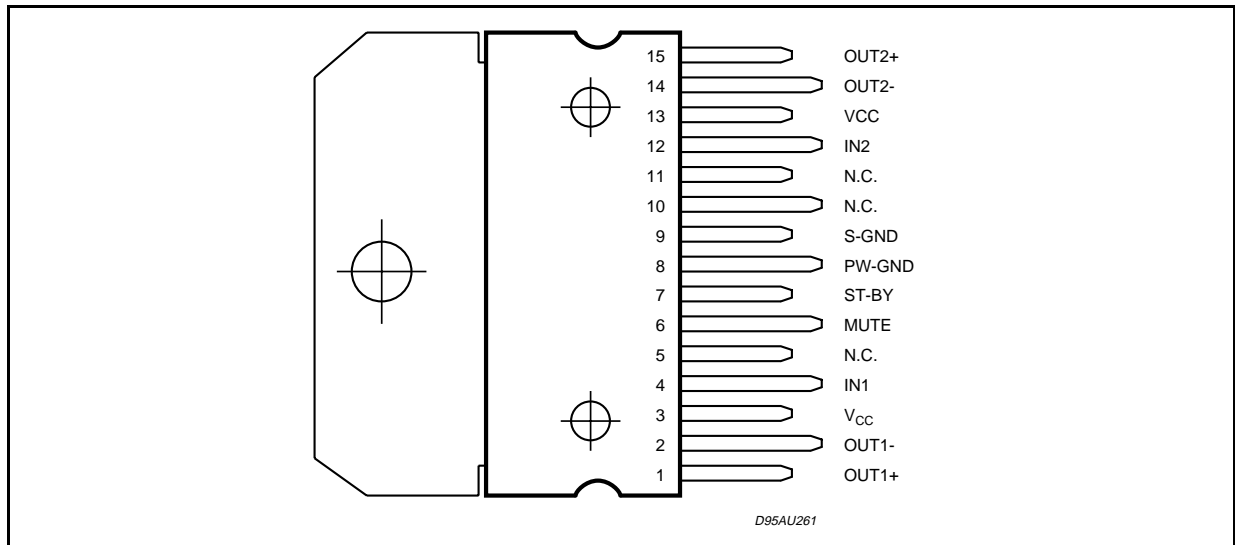 15 OUT2+
14 OUT2-
13 VCC
12 IN2
11 N.C.
10 N.C.
9 S-GND
8 PW-GND
7 ST-BY
6 MUTE
5 N.C.
4 IN1
3 VCC
2 OUT1-
1 OUT1+
D95AU261